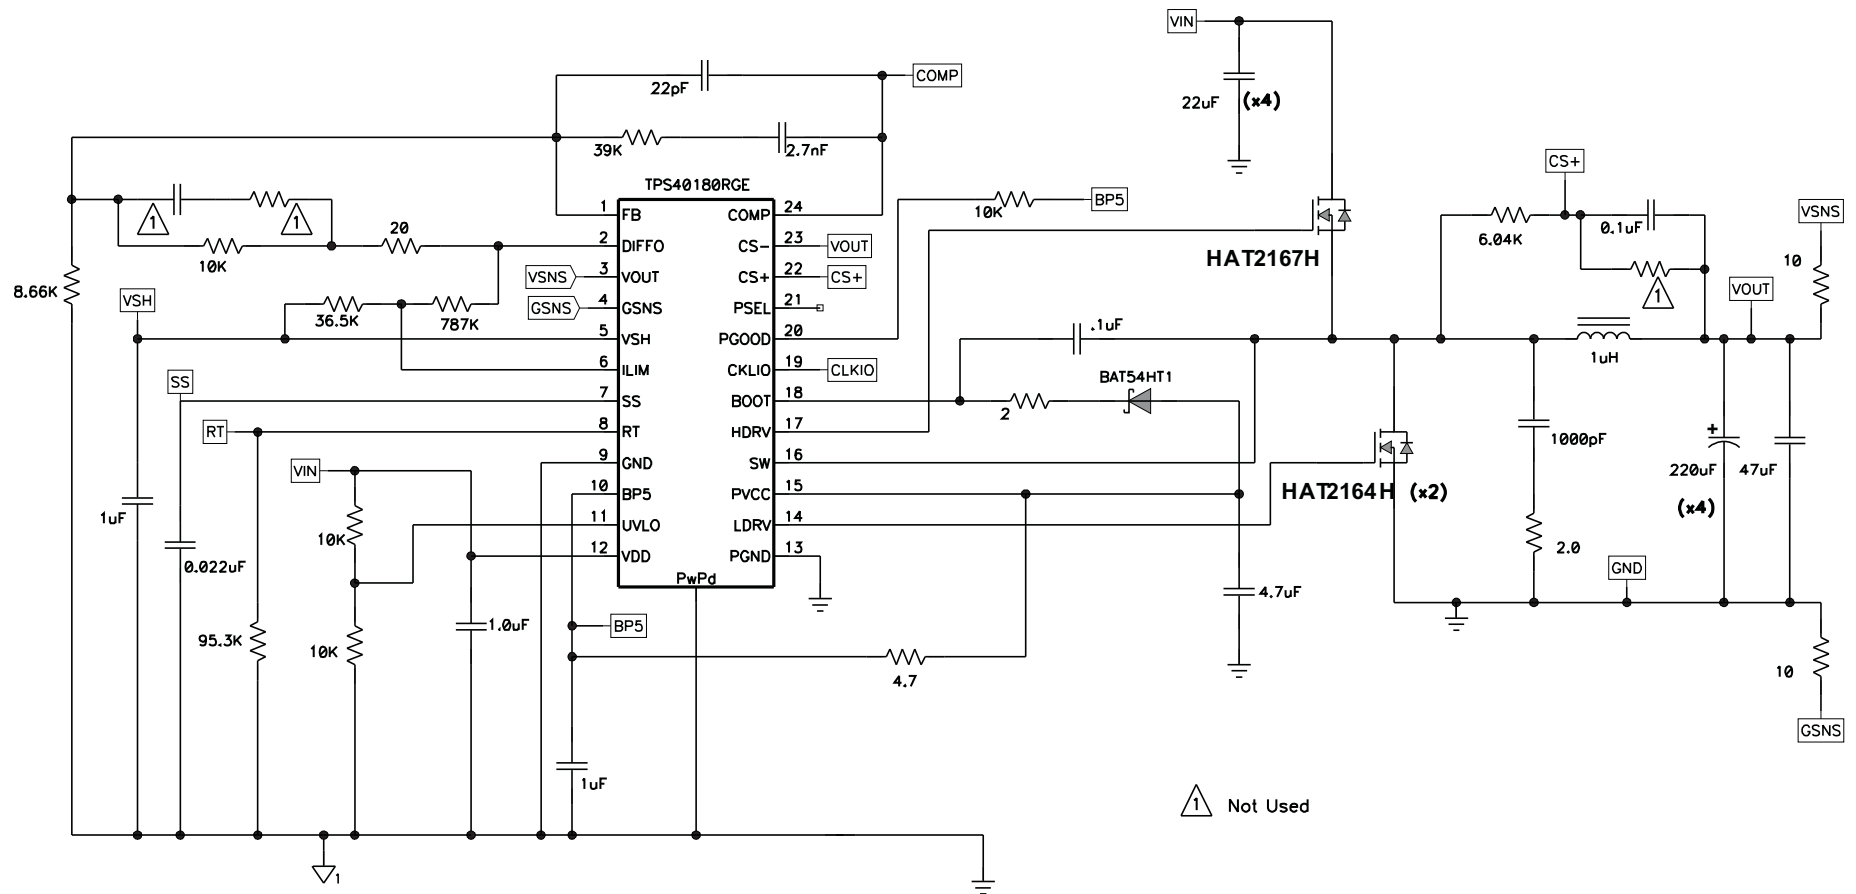 VIN
22pF
COMP
22uF (x4)
39K
2.7nF
TPS40180RGE
CS+
1
1
10K
BP5
VSNS
1 FB
COMP 24
20
6.04K
0.1uF
2 DIFFO
CS- 23
VOUT
HAT2167H
10K
10
VSNS
3 VOUT
CS+ 22
CS+
8.66K
VSH
GSNS
4 GSNS
PSEL 21
1
VOUT
36.5K
787K
5 VSH
PGOOD 20
.1uF
1uH
6 ILIM
CKLIO 19
CLKIO
BAT54HT1
SS
7 SS
BOOT 18
2
RT
8 RT
HDRV 17
1000pF
+
VIN
9 GND
SW 16
220uF
47uF
10 BP5
PVCC 15
HAT2164H (x2)
(x4)
1uF
11 UVLO
LDRV 14
10K
2.0
12 VDD
PGND 13
0.022uF
PwPd
GND
4.7uF
1.0uF
BP5
95.3K
10K
4.7
10
GSNS
1uF
1 Not Used
1